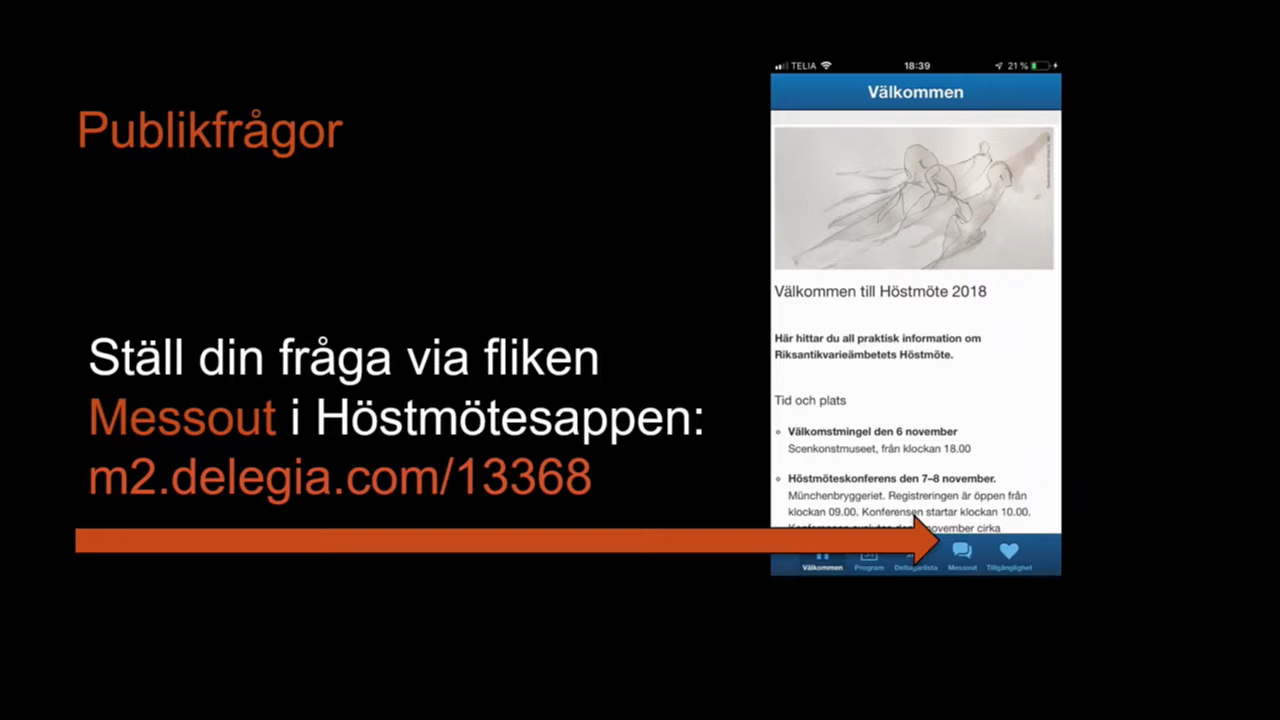 Publikfrågor
Ställ din fråga via fliken
Messout i Höstmötesappen:
m2.delegia.com/13368
TELIA 18:39 21 %
Välkommen
Välkommen till Höstmöte 2018
Här hittar du all praktisk information om
Riksantikvarieämbetets Höstmöte.
Tid och plats
Välkomstmingel den 6 november
Scenkonstmuseet, från klockan 18.00
Höstmöteskonferens den 7–8 november.
Münchenbryggeriet. Registreringen är öppen från
klockan 09.00. Konferensen startar klockan 10.00.
Konferensen november cirka
Välkommen Program Deltagarlista Messout Tillgänglighet